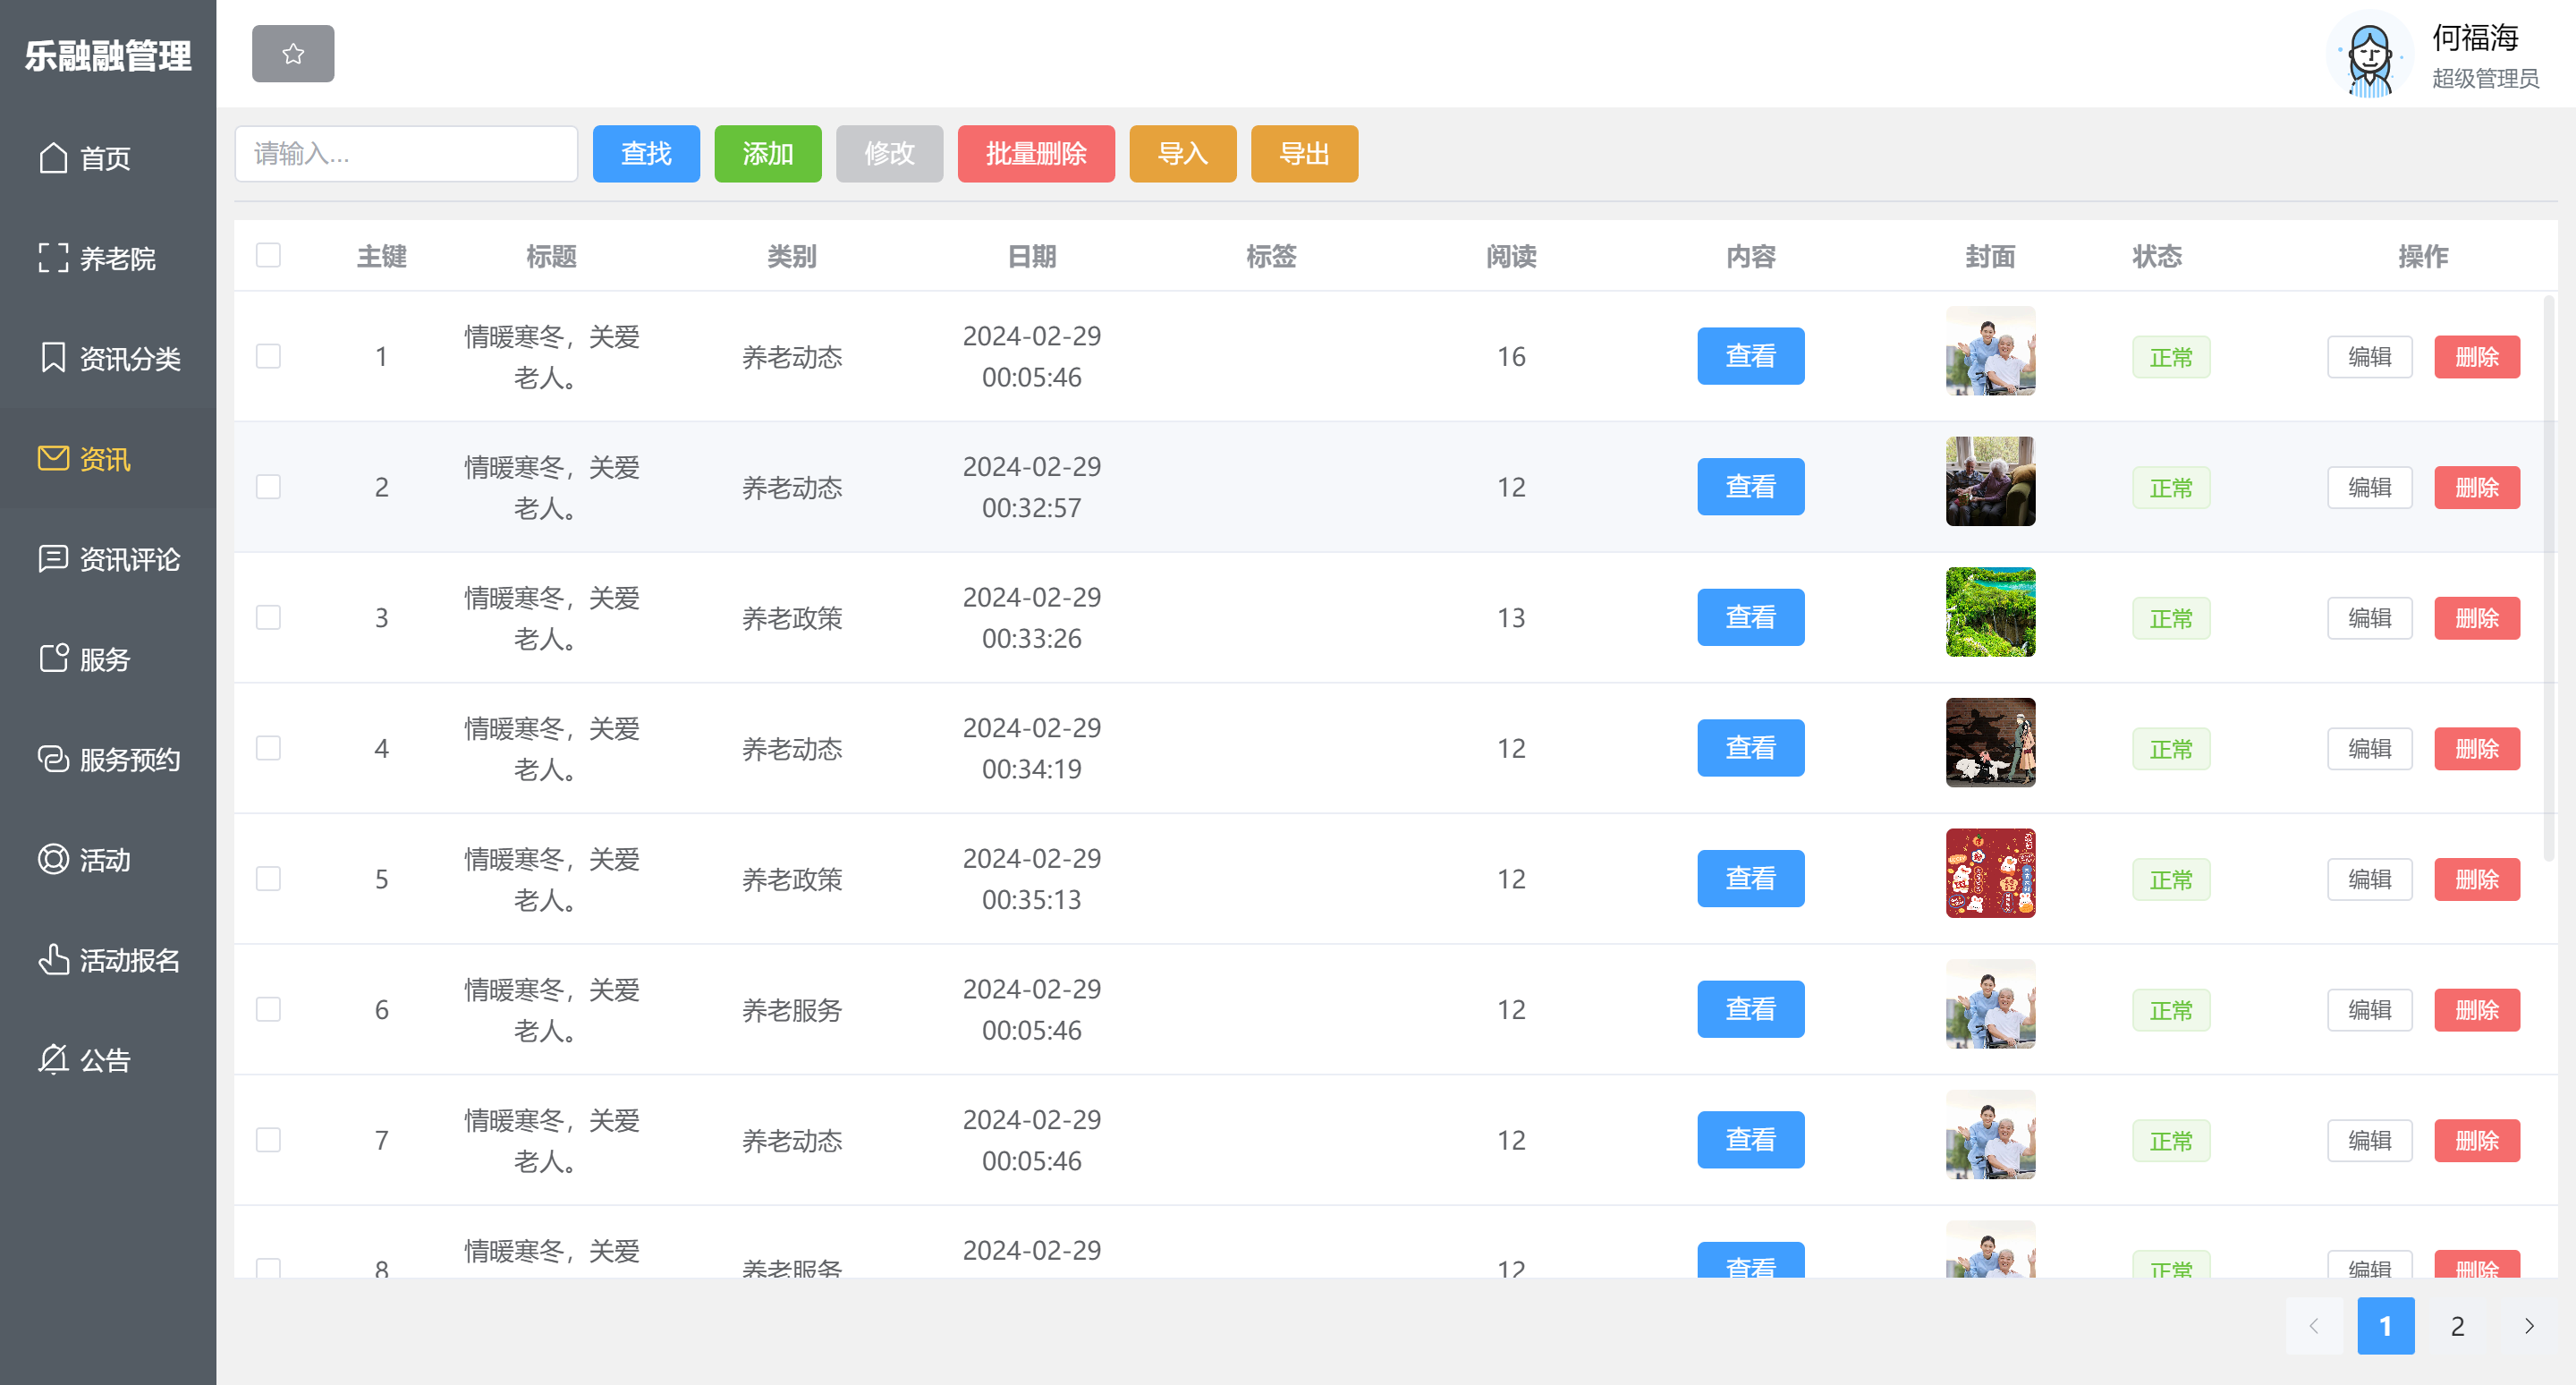 乐融融管理
何福海
超级管理员
首页
养老院
资讯分类
资讯
资讯评论
服务
服务预约
活动
活动报名
公告
请输入... 查找 添加 修改 批量删除 导入 导出
主键 标题 类别 日期 标签 阅读 内容 封面 状态 操作
1 情暖寒冬，关爱老人。 养老动态 2024-02-29 00:05:46 16 查看 正常 编辑 删除
2 情暖寒冬，关爱老人。 养老动态 2024-02-29 00:32:57 12 查看 正常 编辑 删除
3 情暖寒冬，关爱老人。 养老政策 2024-02-29 00:33:26 13 查看 正常 编辑 删除
4 情暖寒冬，关爱老人。 养老动态 2024-02-29 00:34:19 12 查看 正常 编辑 删除
5 情暖寒冬，关爱老人。 养老政策 2024-02-29 00:35:13 12 查看 正常 编辑 删除
6 情暖寒冬，关爱老人。 养老服务 2024-02-29 00:05:46 12 查看 正常 编辑 删除
7 情暖寒冬，关爱老人。 养老动态 2024-02-29 00:05:46 12 查看 正常 编辑 删除
8 情暖寒冬，关爱 养老服务 2024-02-29 12 查看 正常 编辑 删除
1 2